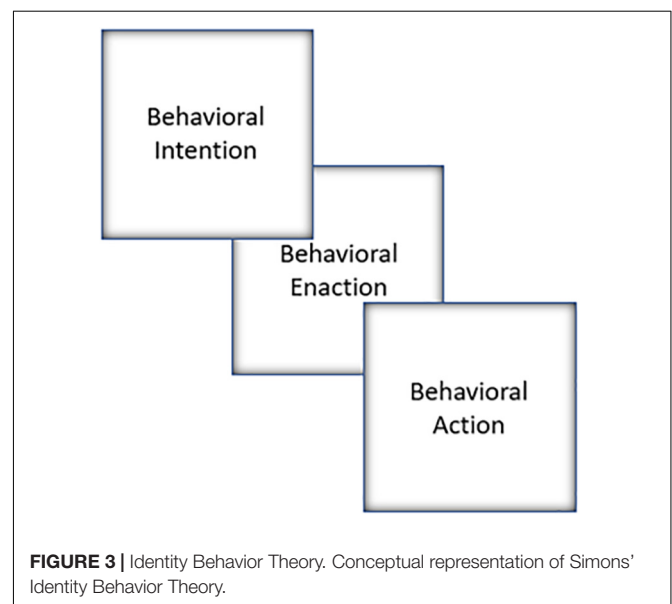 Behavioral
Intention
Behavioral
Enaction
Behavioral
Action
FIGURE 3 | Identity Behavior Theory. Conceptual representation of Simons’
Identity Behavior Theory.